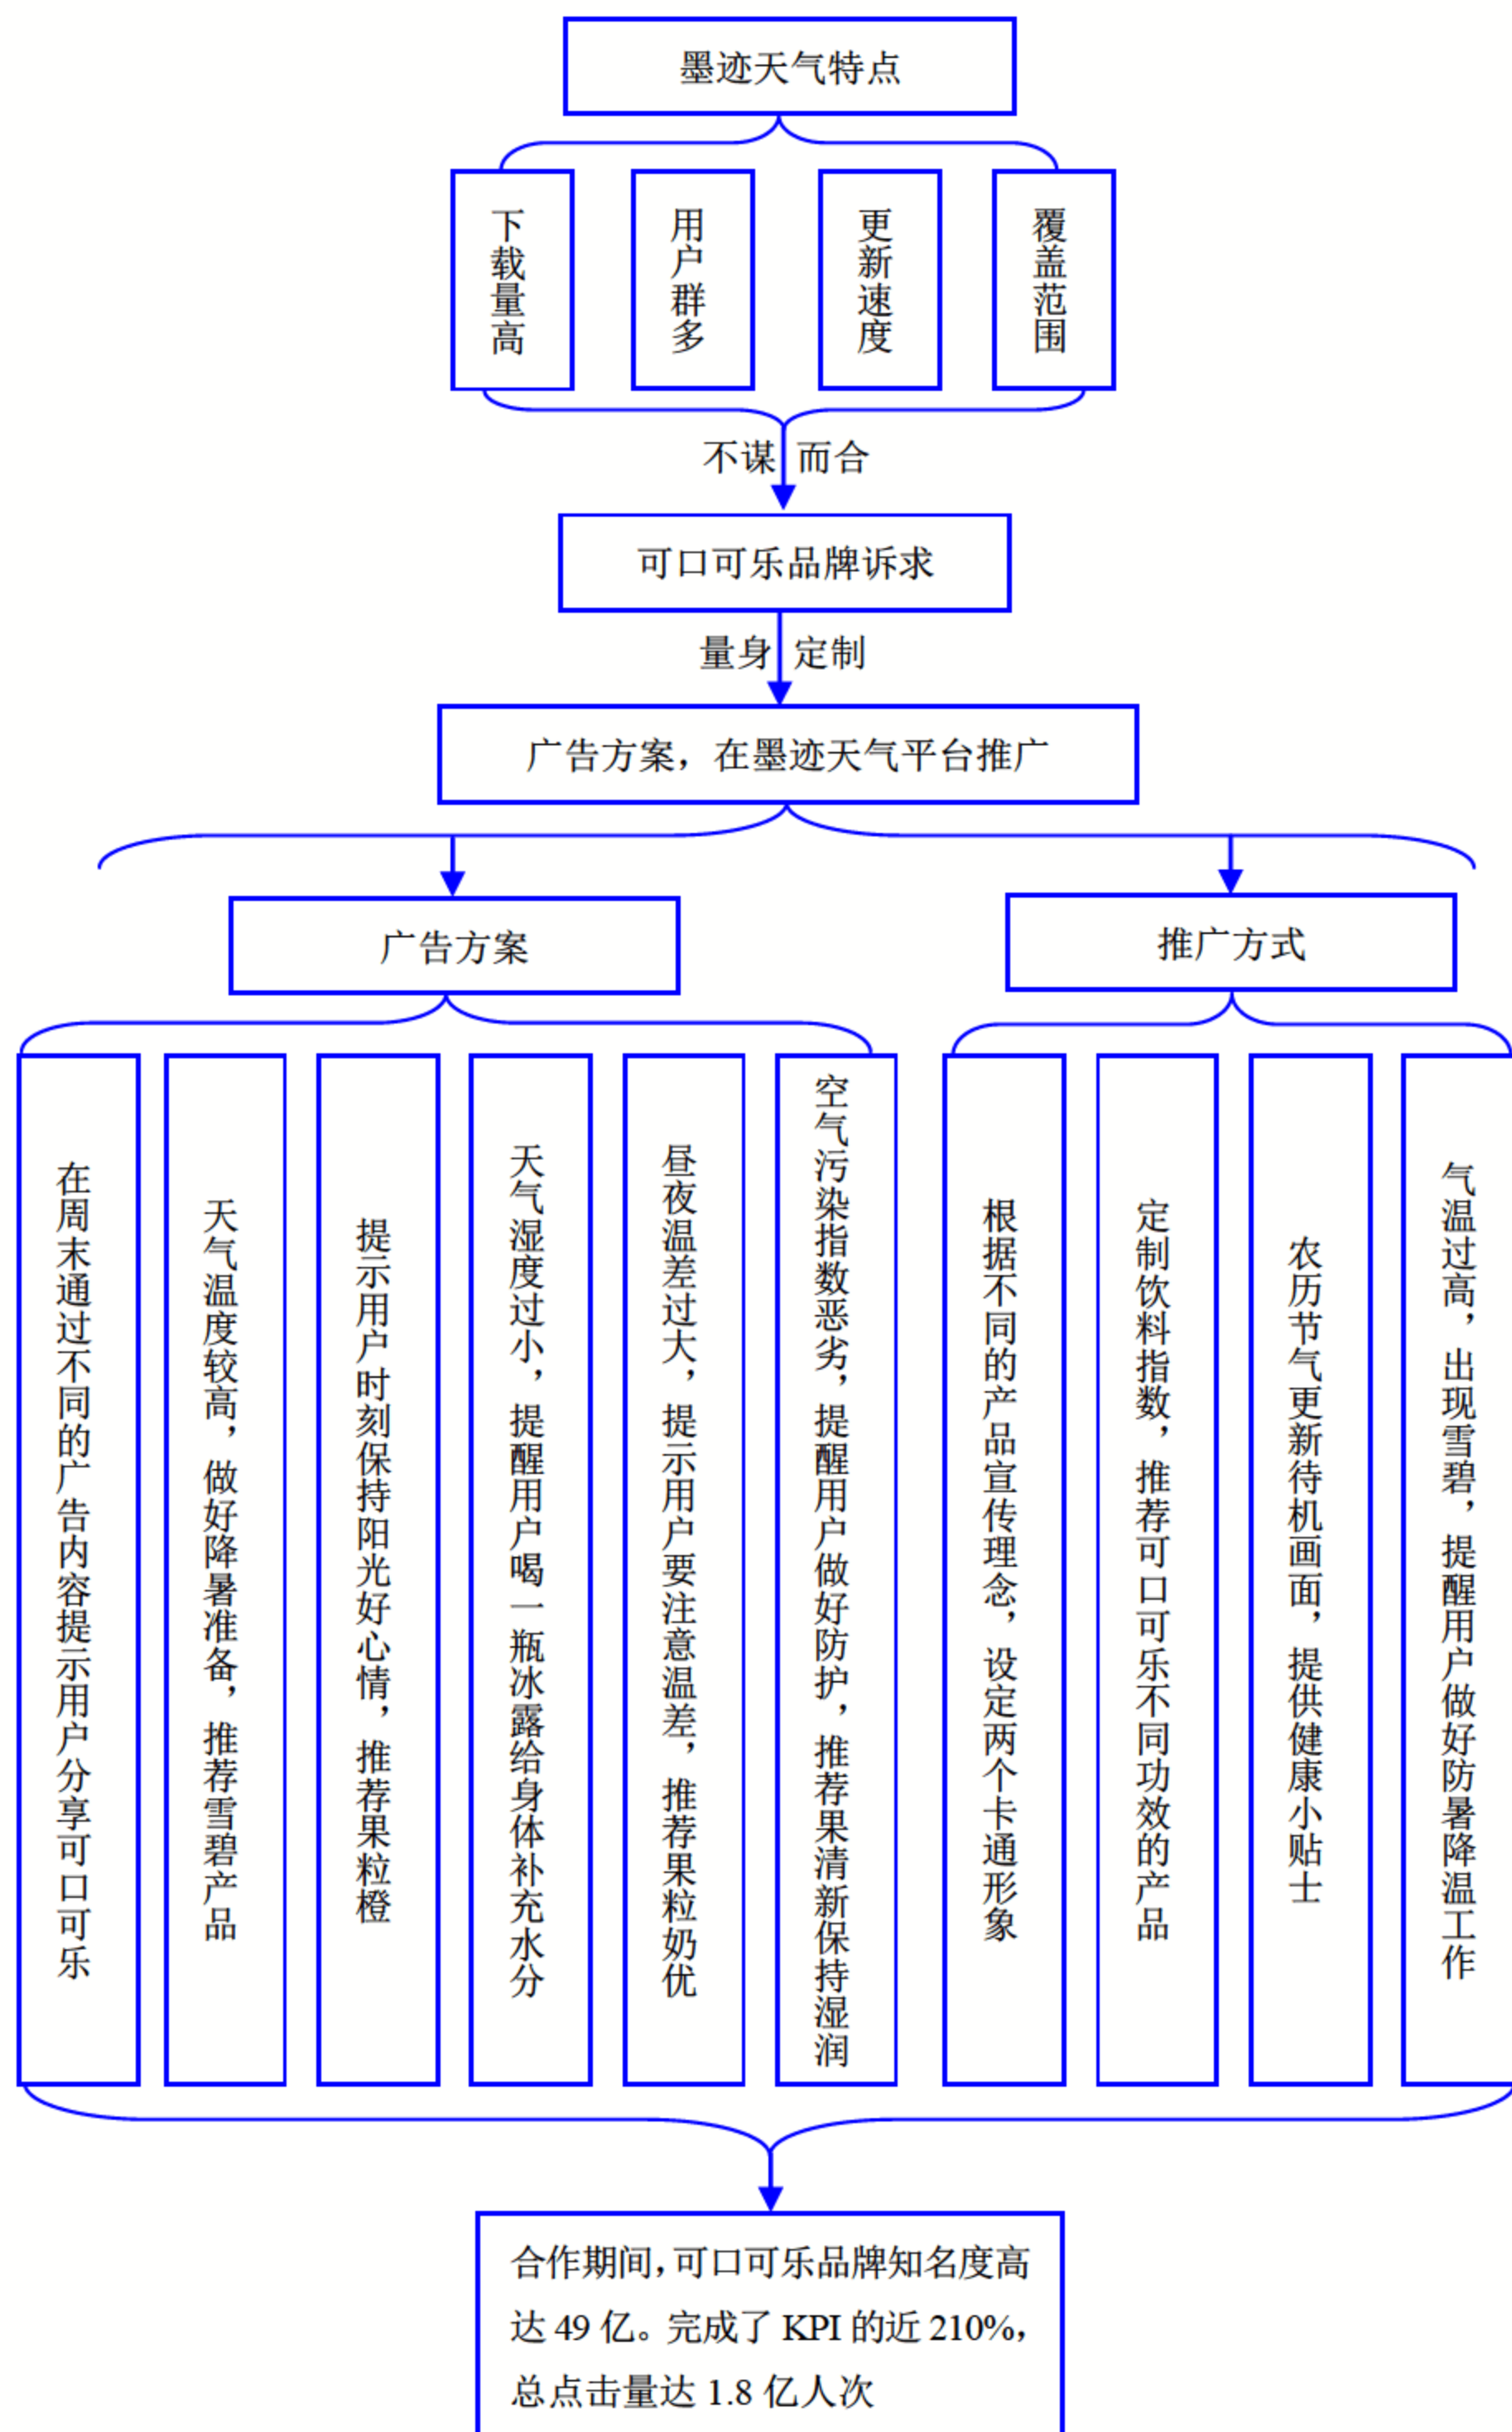 墨迹天气特点
下载量高
用户群多
更新速度
覆盖范围
不谋而合
可口可乐品牌诉求
量身定制
广告方案，在墨迹天气平台推广
广告方案
推广方式
在周末通过不同的广告内容提示用户分享可口可乐
天气温度较高，做好降暑准备，推荐雪碧产品
提示用户时刻保持阳光好心情，推荐果粒橙
天气湿度过小，提醒用户喝一瓶冰露给身体补充水分
昼夜温差过大，提示用户要注意温差，推荐果粒奶优
空气污染指数恶劣，提醒用户做好防护，推荐果清新保持湿润
根据不同的产品宣传理念，设定两个卡通形象
定制饮料指数，推荐可口可乐不同功效的产品
农历节气更新待机画面，提供健康小贴士
气温过高，出现雪碧，提醒用户做好防暑降温工作
合作期间，可口可乐品牌知名度高
达 49 亿。完成了 KPI 的近 210%，
总点击量达 1.8 亿人次